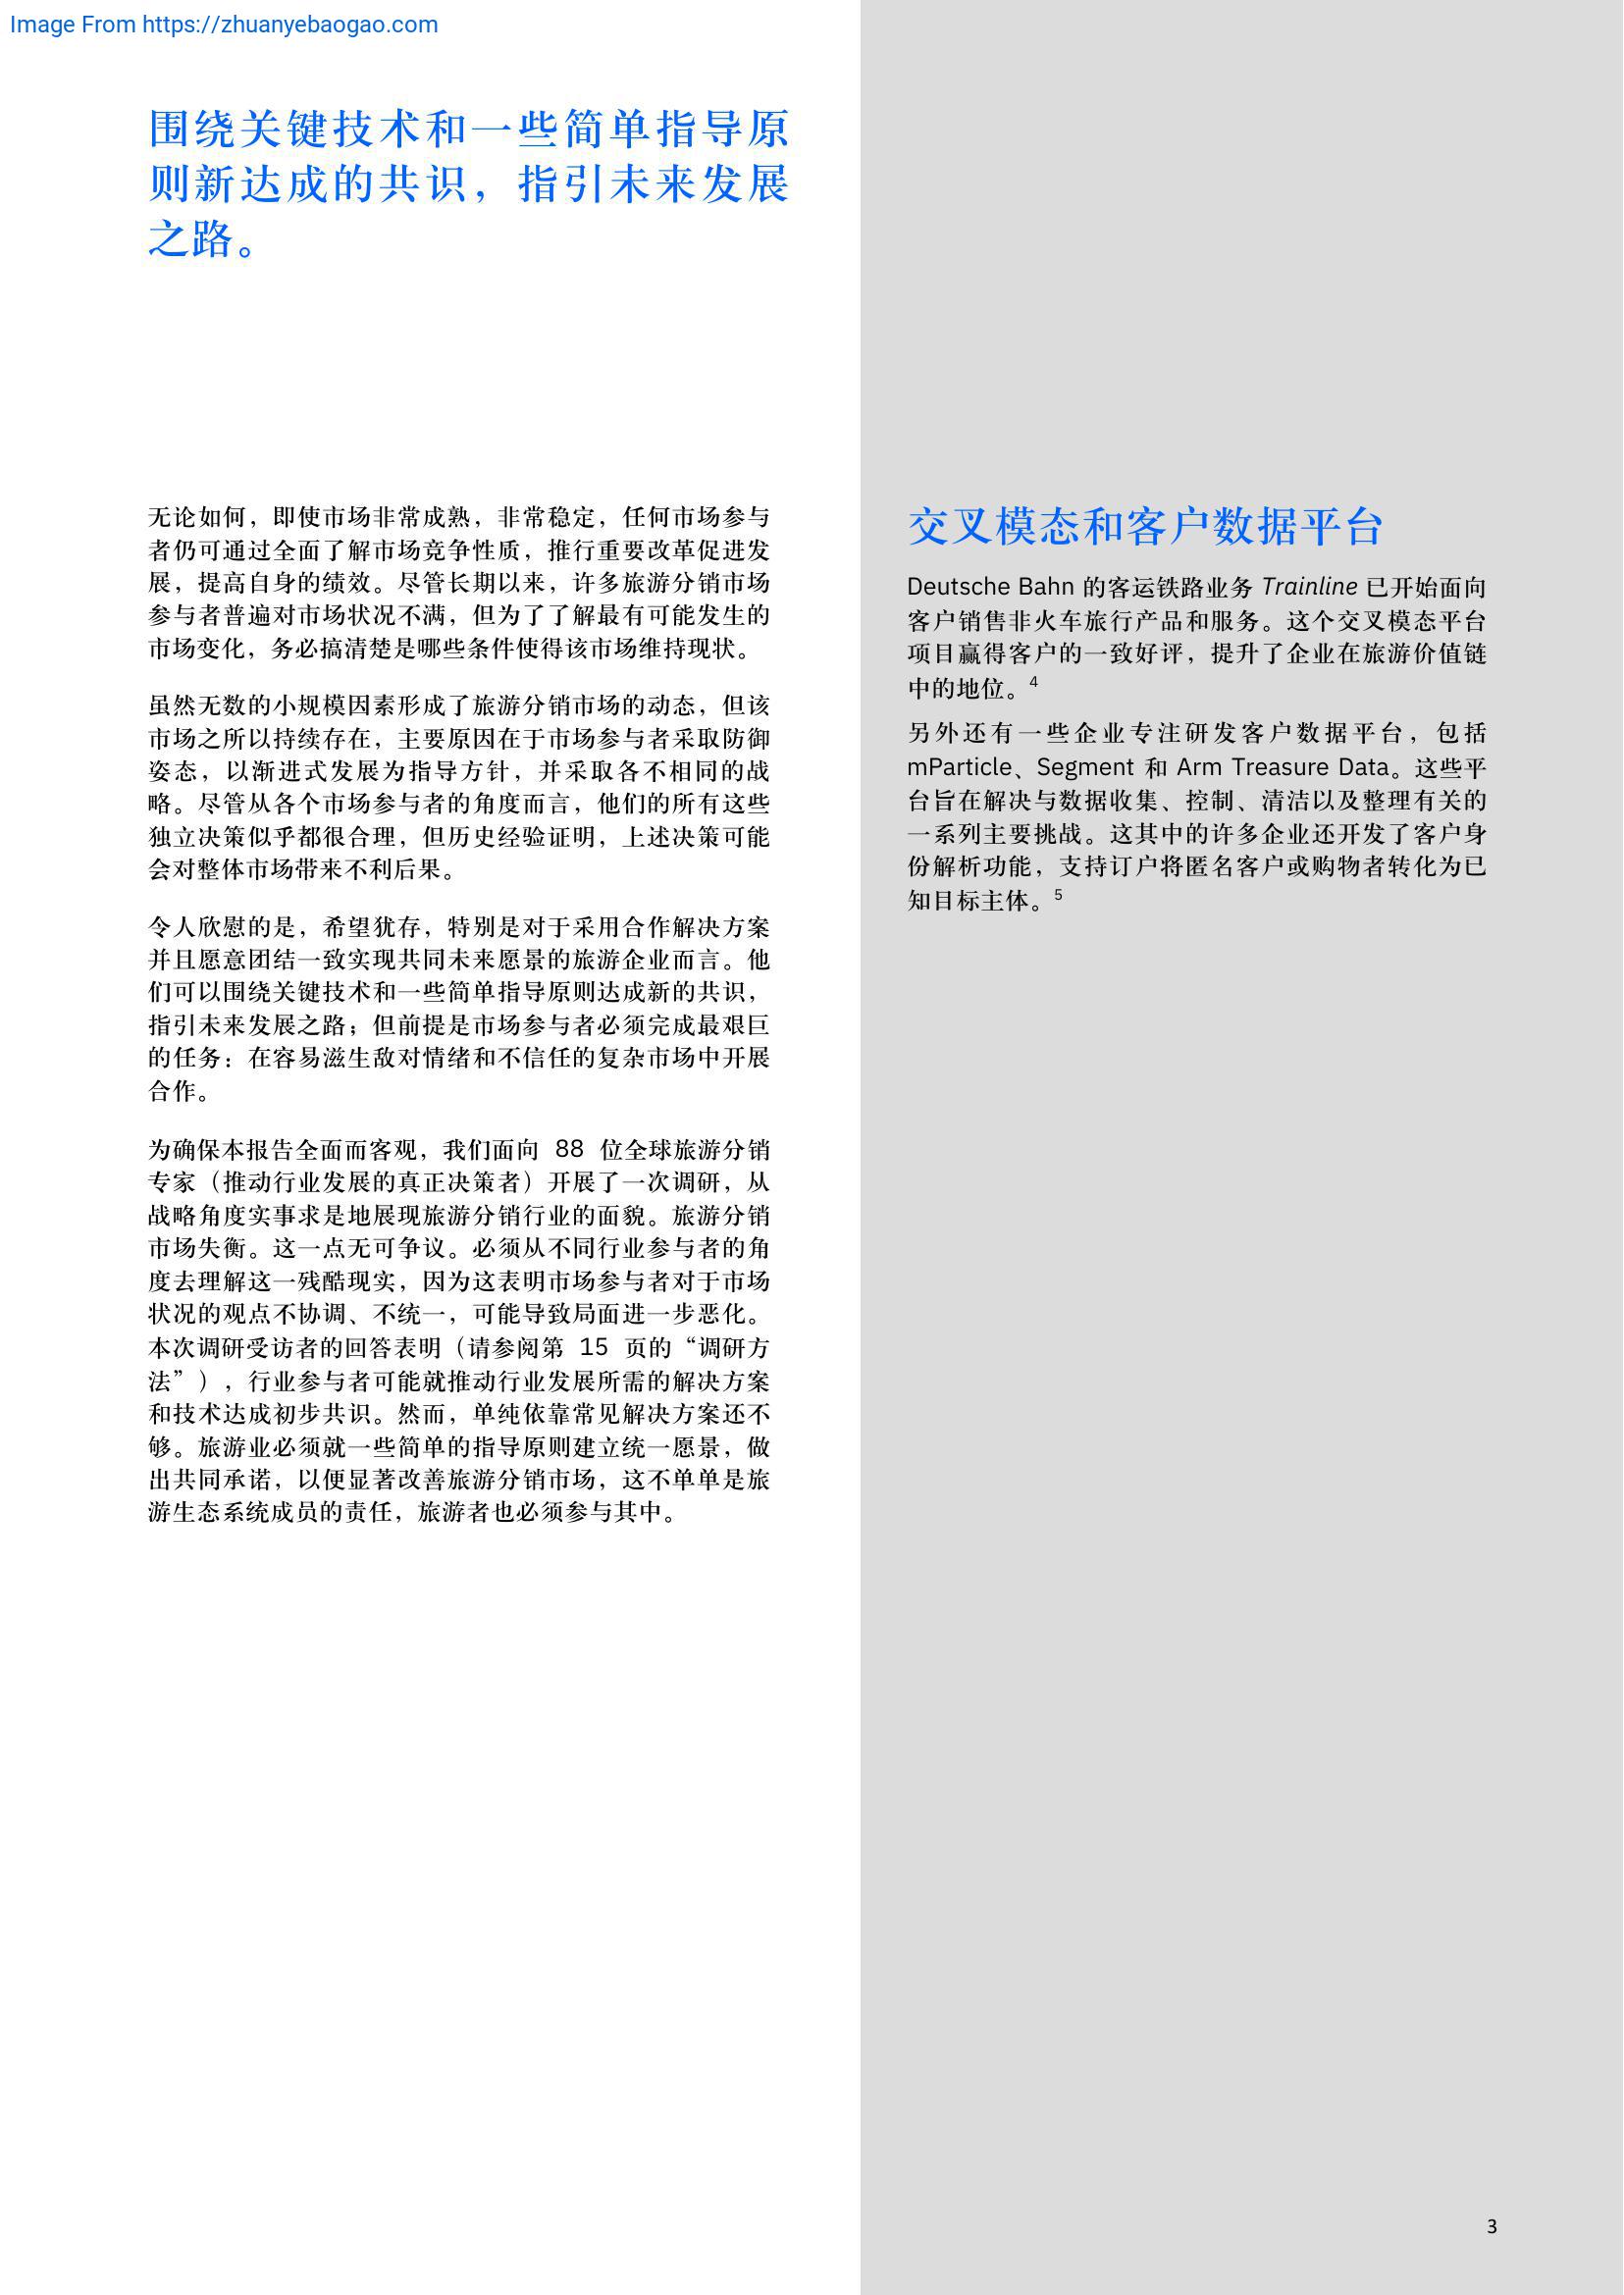 Image From https://zhuanyebaogao.com
围绕关键技术和一些简单指导原
则新达成的共识，指引未来发展
之路。
无论如何，即使市场非常成熟，非常稳定，任何市场参与
者仍可通过全面了解市场竞争性质，推行重要改革促进发
展，提高自身的绩效。尽管长期以来，许多旅游分销市场
参与者普遍对市场状况不满，但为了了解最有可能发生的
市场变化，务必搞清楚是哪些条件使得该市场维持现状。
虽然无数的小规模因素形成了旅游分销市场的动态，但该
市场之所以持续存在，主要原因在于市场参与者采取防御
姿态，以渐进式发展为指导方针，并采取各不相同的战
略。尽管从各个市场参与者的角度而言，他们的所有这些
独立决策似乎都很合理，但历史经验证明，上述决策可能
会对整体市场带来不利后果。
令人欣慰的是，希望犹存，特别是对于采用合作解决方案
并且愿意团结一致实现共同未来愿景的旅游企业而言。他
们可以围绕关键技术和一些简单指导原则达成新的共识，
指引未来发展之路；但前提是市场参与者必须完成最艰巨
的任务：在容易滋生敌对情绪和不信任的复杂市场中开展
合作。
为确保本报告全面而客观，我们面向 88 位全球旅游分销
专家（推动行业发展的真正决策者）开展了一次调研，从
战略角度实事求是地展现旅游分销行业的面貌。旅游分销
市场失衡。这一点无可争议。必须从不同行业参与者的角
度去理解这一残酷现实，因为这表明市场参与者对于市场
状况的观点不协调、不统一，可能导致局面进一步恶化。
本次调研受访者的回答表明（请参阅第 15 页的“调研方
法”），行业参与者可能就推动行业发展所需的解决方案
和技术达成初步共识。然而，单纯依靠常见解决方案还不
够。旅游业必须就一些简单的指导原则建立统一愿景，做
出共同承诺，以便显著改善旅游分销市场，这不单单是旅
游生态系统成员的责任，旅游者也必须参与其中。
交叉模态和客户数据平台
Deutsche Bahn 的客运铁路业务 Trainline 已开始面向
客户销售非火车旅行产品和服务。这个交叉模态平台
项目赢得客户的一致好评，提升了企业在旅游价值链
中的地位。4
另外还有一些企业专注研发客户数据平台，包括
mParticle、Segment 和 Arm Treasure Data。这些平
台旨在解决与数据收集、控制、清洁以及整理有关的
一系列主要挑战。这其中的许多企业还开发了客户身
份解析功能，支持订户将匿名客户或购物者转化为已
知目标主体。5
3